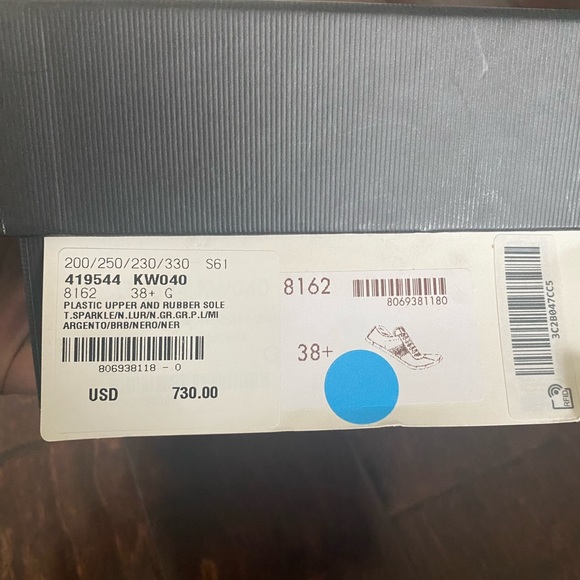 200/250/230/330 S61
419544 KW040
8162 38+ G
PLASTIC UPPER AND RUBBER SOLE
T.SPARKLE/N.LUR/N.GR.GR.P.L/MI
ARGENTO/BRB/NERO/NER
806938118 - 0
USD 730.00
8162
8069381180
38+
3C2B047CC5
RFID